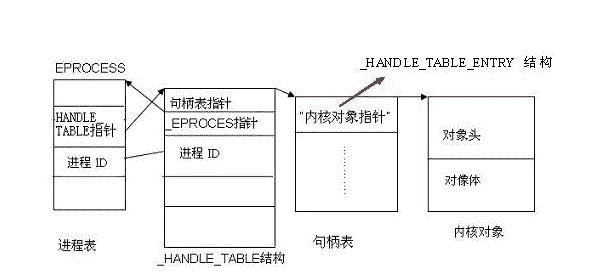 _HANDLE_TABLE_ENTRY 结构
EPROCESS
HANDLE_
TABLE指针
进程 ID
进程表
句柄表指针
_EPROCES指针
进程 ID
_HANDLE_TABLE结构
"内核对象指针"
句柄表
对象头
对像体
内核对象